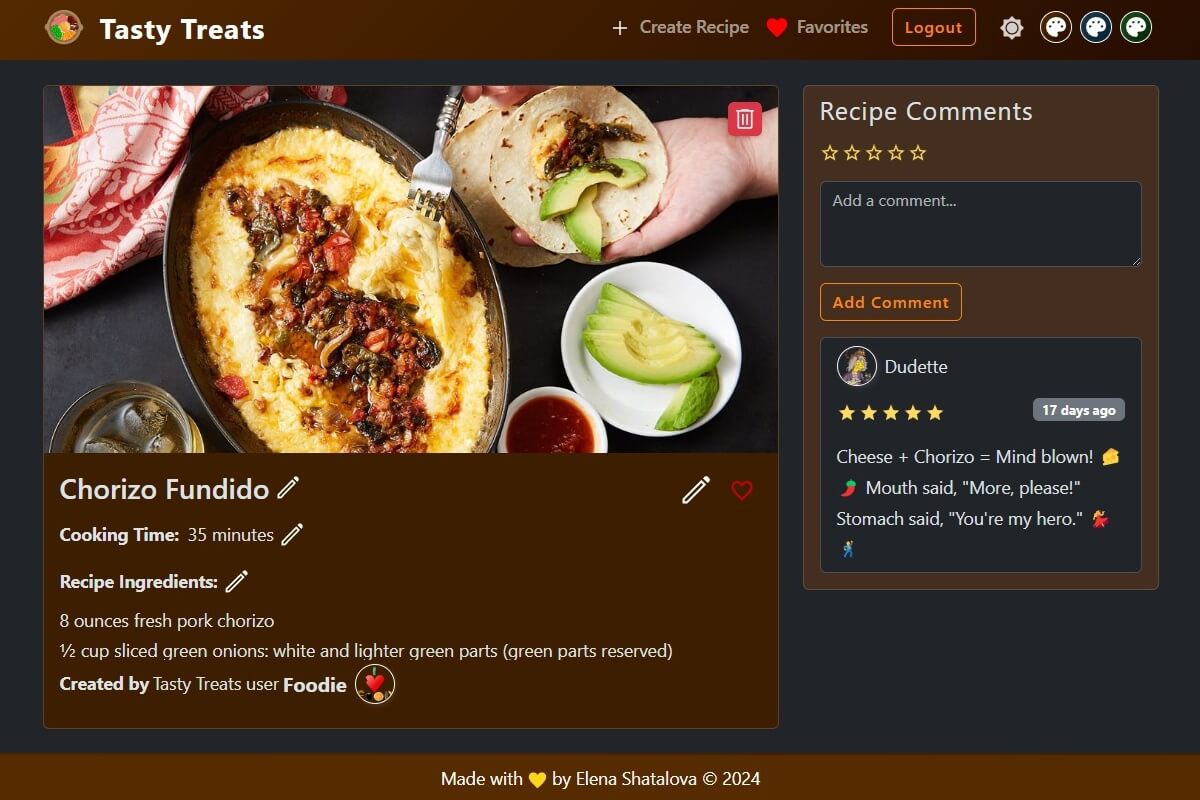 Tasty Treats
Create Recipe
Favorites
Logout
Chorizo Fundido
Cooking Time: 35 minutes
Recipe Ingredients:
8 ounces fresh pork chorizo
½ cup sliced green onions: white and lighter green parts (green parts reserved)
Created by Tasty Treats user Foodie
Recipe Comments
Add a comment...
Add Comment
Dudette
17 days ago
Cheese + Chorizo = Mind blown! 🧀
🌶️ Mouth said, "More, please!"
Stomach said, "You're my hero." 💃
🕺
Made with 💛 by Elena Shatalova © 2024